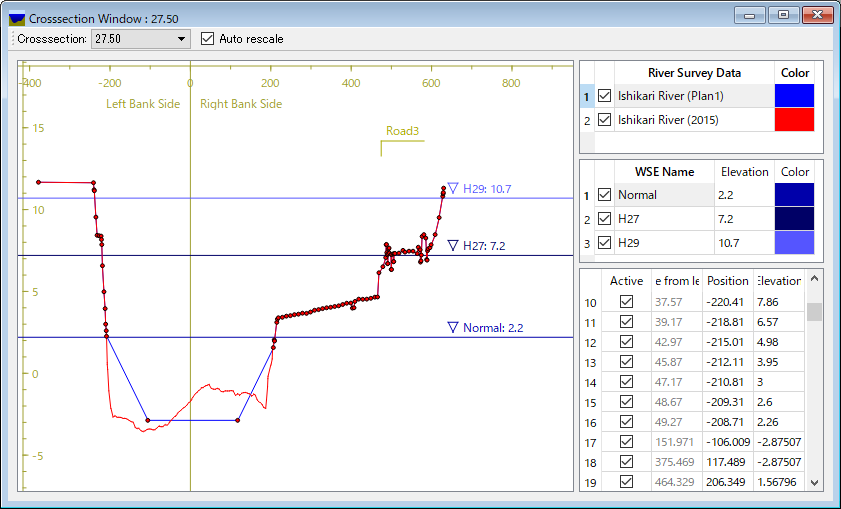 Crosssection Window : 27.50
Crosssection: 27.50 Auto rescale
-400 -200 0 200 400 600 800
Left Bank Side Right Bank Side
Road3
15
10
5
0
-5
H29: 10.7
H27: 7.2
Normal: 2.2
River Survey Data Color
1 Ishikari River (Plan1)
2 Ishikari River (2015)
WSE Name Elevation Color
1 Normal 2.2
2 H27 7.2
3 H29 10.7
Active e from le Position Elevation
10 37.57 -220.41 7.86
11 39.17 -218.81 6.57
12 42.97 -215.01 4.98
13 45.87 -212.11 3.95
14 47.17 -210.81 3
15 48.67 -209.31 2.6
16 49.27 -208.71 2.26
17 151.971 -106.009 -2.87507
18 375.469 117.489 -2.87507
19 464.329 206.349 1.56796